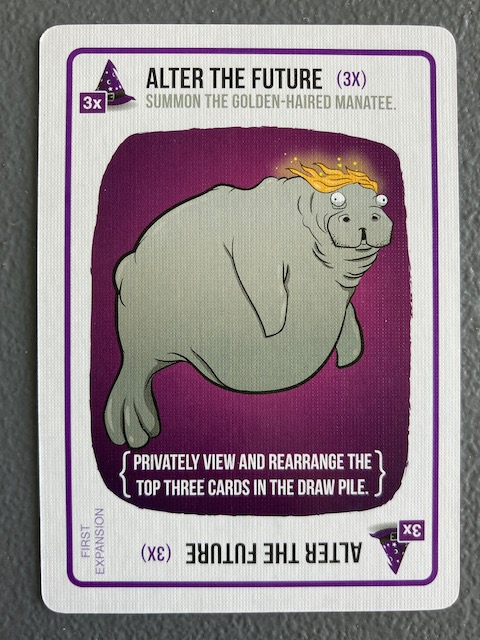 ALTER THE FUTURE (3X)
3x
SUMMON THE GOLDEN-HAIRED MANATEE.
{PRIVATELY VIEW AND REARRANGE THE
TOP THREE CARDS IN THE DRAW PILE.}
FIRST
EXPANSION
3x
ALTER THE FUTURE (3X)